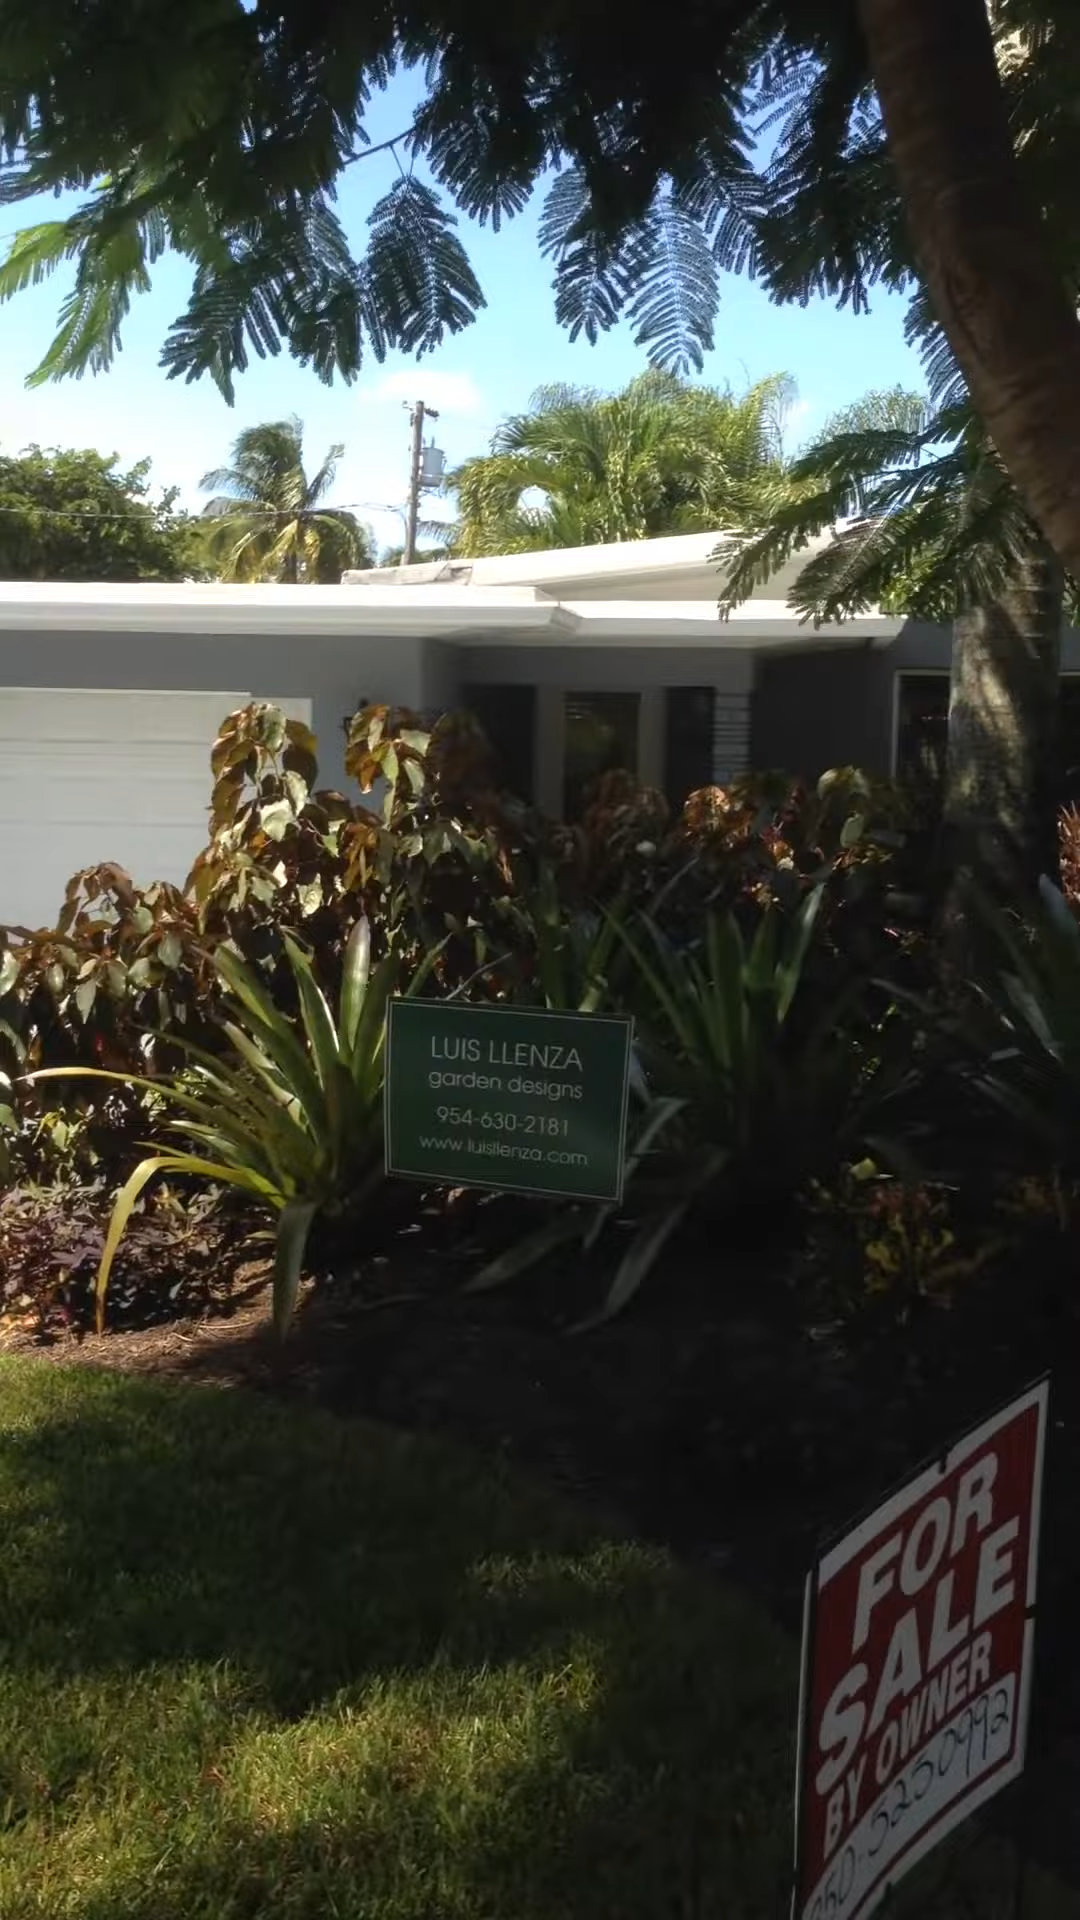 LUIS LLENZA
garden designs
954-630-2181
www.luisllenza.com
FOR
SALE
BY OWNER